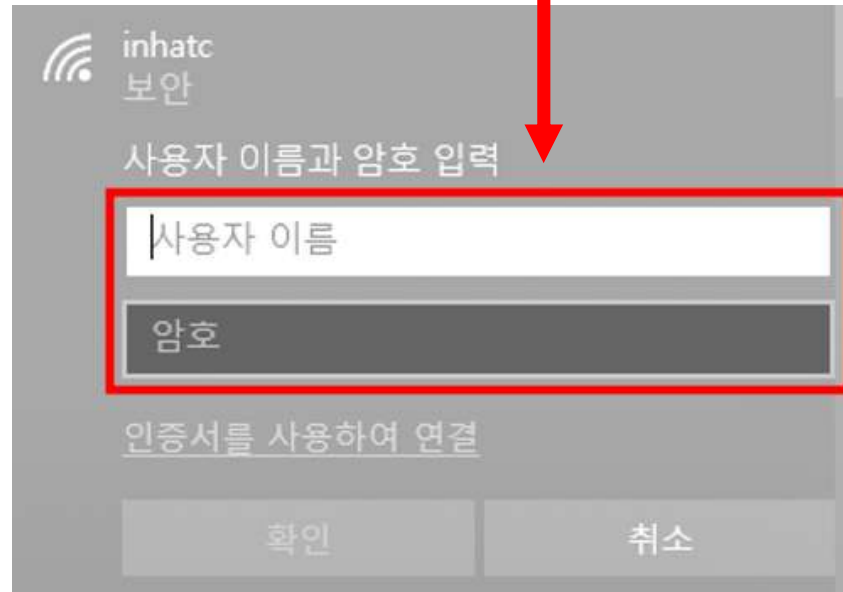 inhatc
보안
사용자 이름과 암호 입력
사용자 이름
암호
인증서를 사용하여 연결
확인
취소